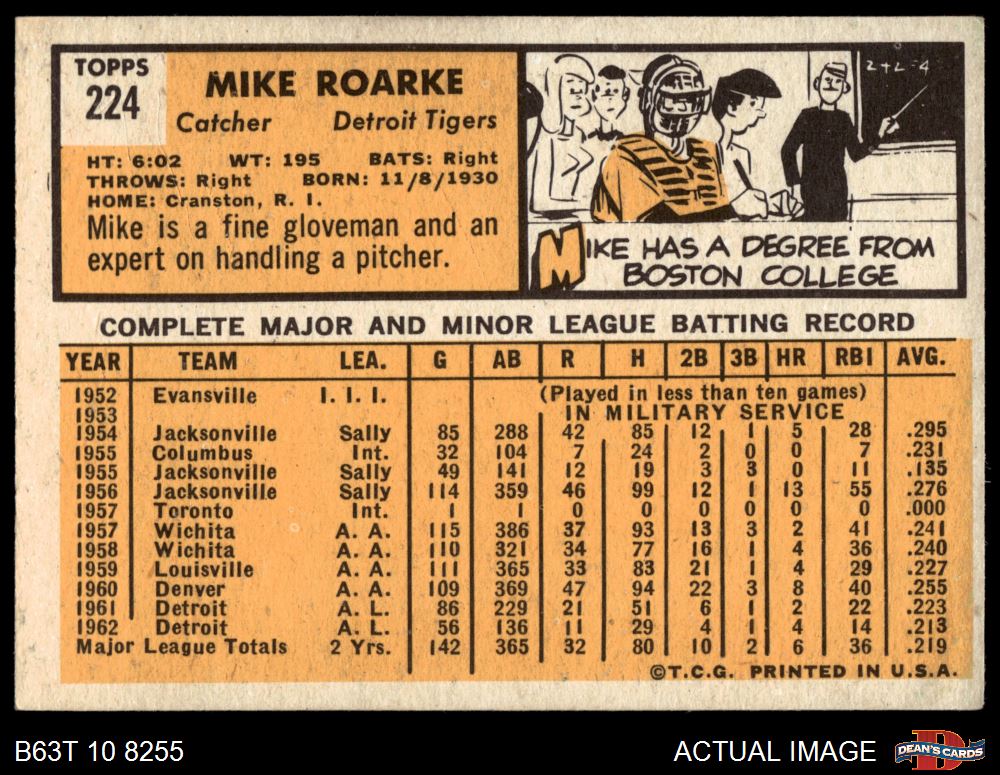 TOPPS
224
MIKE ROARKE
Catcher Detroit Tigers
HT: 6:02 WT: 195 BATS: Right
THROWS: Right BORN: 11/8/1930
HOME: Cranston, R. I.
Mike is a fine gloveman and an
expert on handling a pitcher.
2+2=4
MIKE HAS A DEGREE FROM
BOSTON COLLEGE
COMPLETE MAJOR AND MINOR LEAGUE BATTING RECORD
YEAR TEAM LEA. G AB R H 2B 3B HR RBI AVG.
1952 Evansville I. I. I. (Played in less than ten games)
1953 IN MILITARY SERVICE
1954 Jacksonville Sally 85 288 42 85 12 1 5 28 .295
1955 Columbus Int. 32 104 7 24 2 0 0 7 .231
1955 Jacksonville Sally 49 141 12 19 3 3 0 11 .135
1956 Jacksonville Sally 114 359 46 99 12 1 13 55 .276
1957 Toronto Int. 1 1 0 0 0 0 0 0 .000
1957 Wichita A. A. 115 386 37 93 13 3 2 41 .241
1958 Wichita A. A. 110 321 34 77 16 1 4 36 .240
1959 Louisville A. A. 111 365 33 83 21 1 4 29 .227
1960 Denver A. A. 109 369 47 94 22 3 8 40 .255
1961 Detroit A. L. 86 229 21 51 6 1 2 22 .223
1962 Detroit A. L. 56 136 11 29 4 1 4 14 .213
Major League Totals 2 Yrs. 142 365 32 80 10 2 6 36 .219
©T.C.G. PRINTED IN U.S.A.
B63T 10 8255 ACTUAL IMAGE DEAN'S CARDS